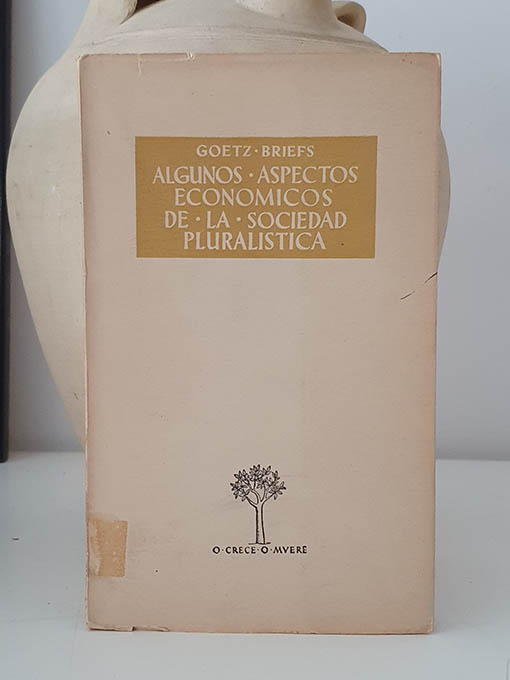 GOETZ · BRIEFS
ALGUNOS · ASPECTOS
ECONOMICOS
DE · LA · SOCIEDAD
PLURALISTICA
O · CRECE · O · MVERE